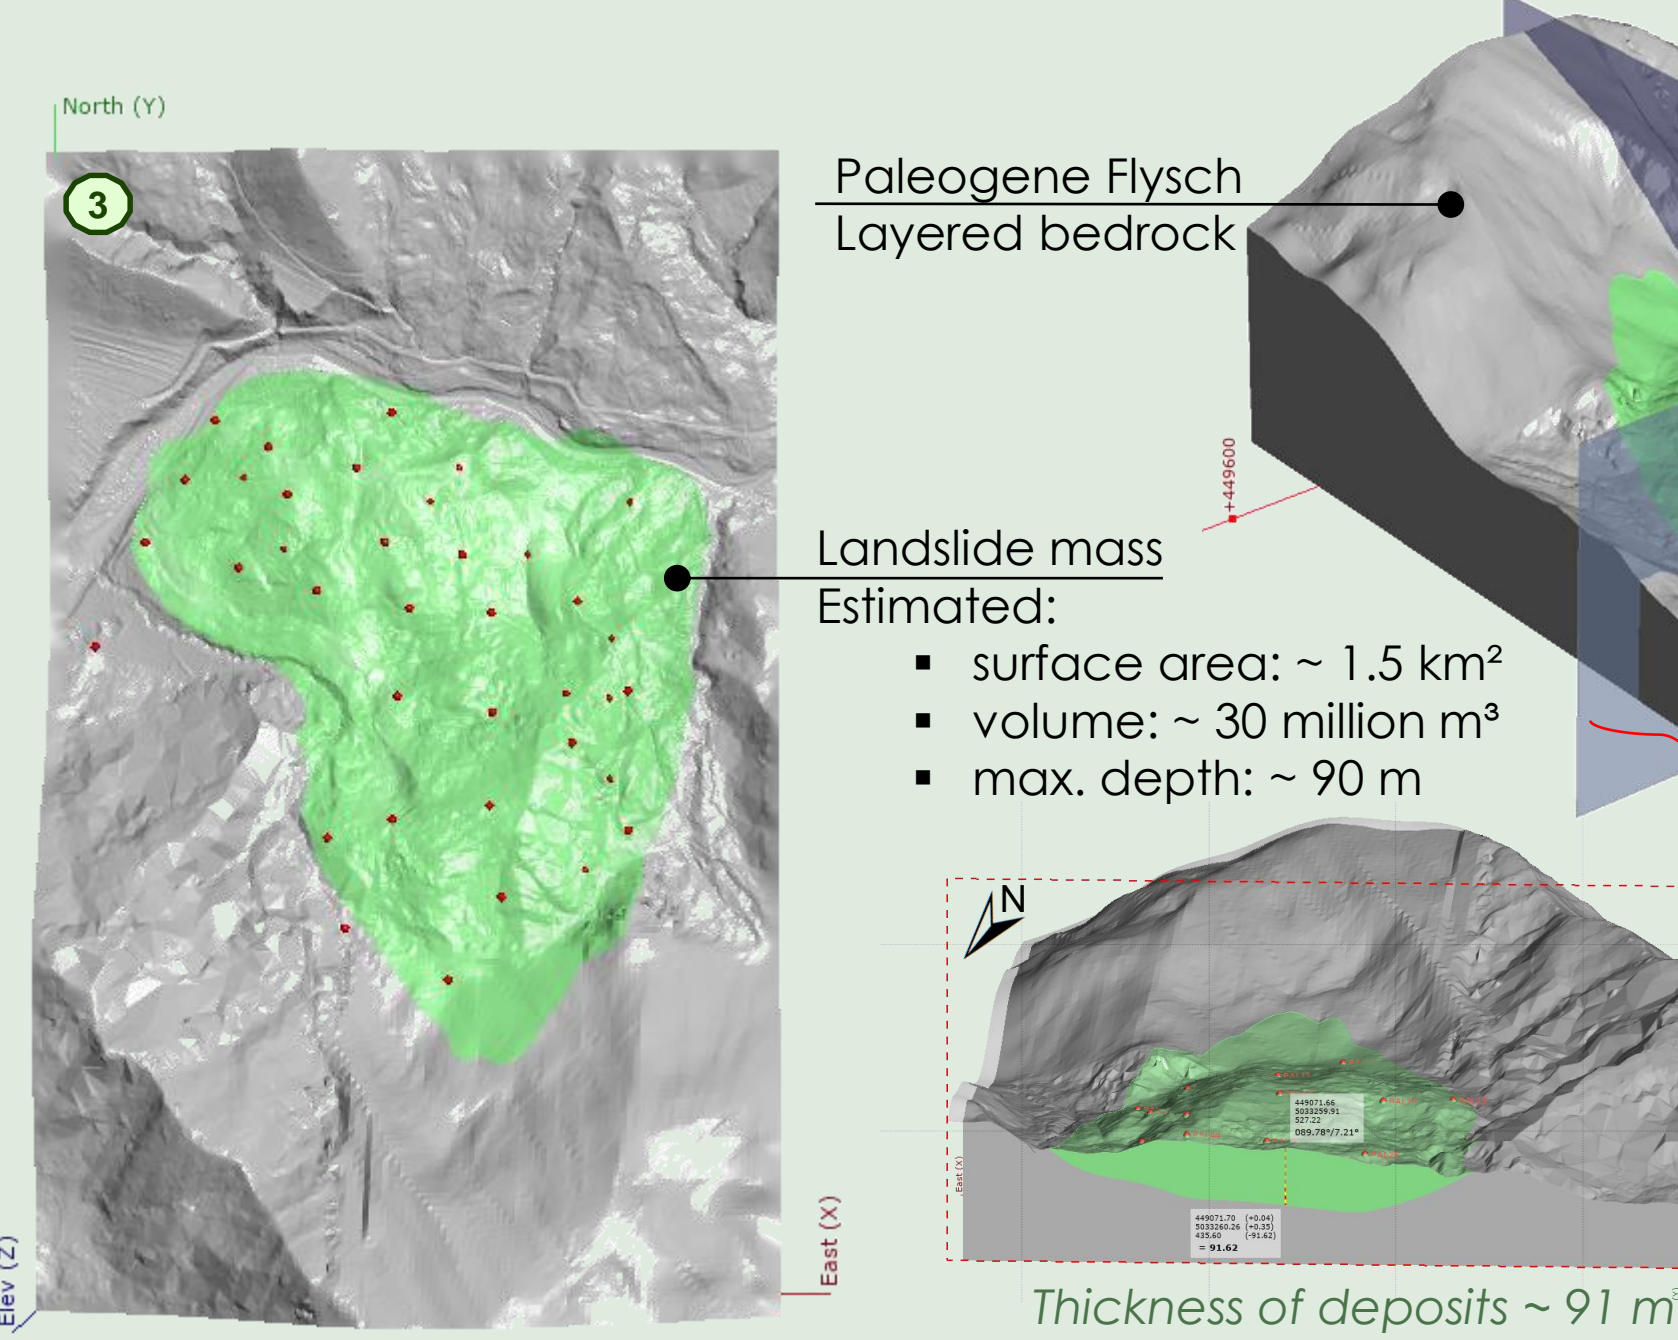 North (Y)
3
Paleogene Flysch
Layered bedrock
+449600
Landslide mass
Estimated:
▪ surface area: ~ 1.5 km²
▪ volume: ~ 30 million m³
▪ max. depth: ~ 90 m
N
449071.66
5033259.91
527.22
089.78°/7.21°
East (X)
449071.70 (+0.04)
5033260.26 (+0.35)
435.60 (-91.62)
= 91.62
East (X)
Elev (Z)
Thickness of deposits ~ 91 m